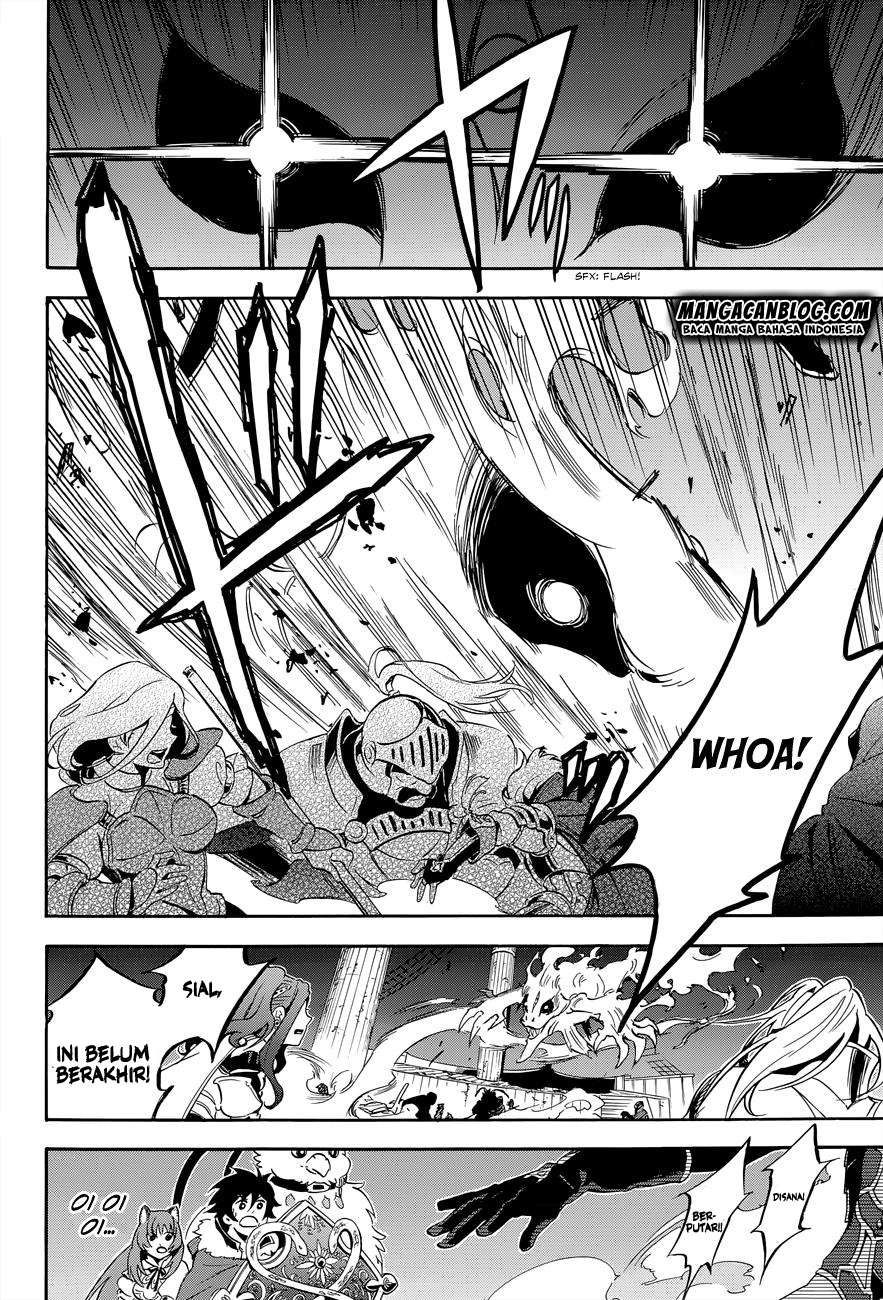 SFX: FLASH!
MANGACANBLOG.COM
BACA MANGA BAHASA INDONESIA
WHOA!
SIAL,
INI BELUM
BERAKHIR!
DISANA!
BER-
PUTAR!!
OI OI
OI...